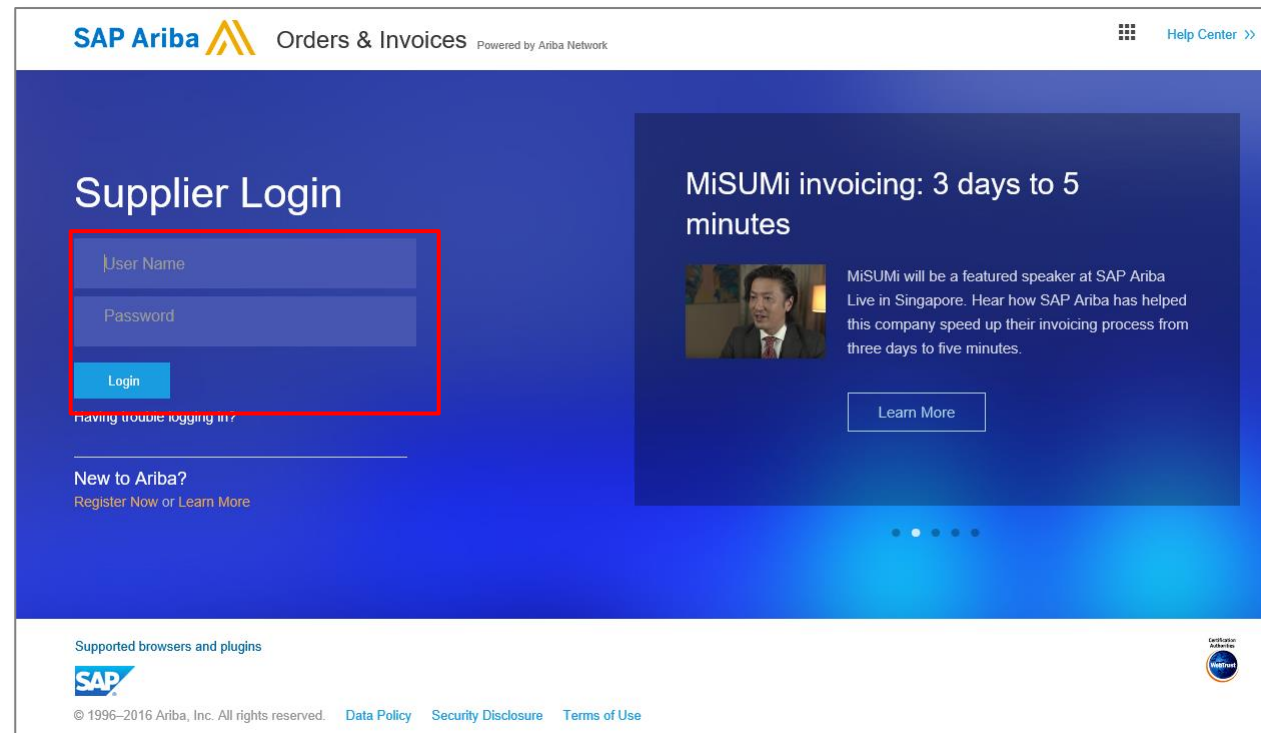 SAP Ariba Orders & Invoices Powered by Ariba Network
Help Center >>
Supplier Login
User Name
Password
Login
Having trouble logging in?
New to Ariba?
Register Now or Learn More
MiSUMi invoicing: 3 days to 5
minutes
MiSUMi will be a featured speaker at SAP Ariba
Live in Singapore. Hear how SAP Ariba has helped
this company speed up their invoicing process from
three days to five minutes.
Learn More
Supported browsers and plugins
Certification
Authorities
WebTrust
SAP
© 1996–2016 Ariba, Inc. All rights reserved. Data Policy Security Disclosure Terms of Use